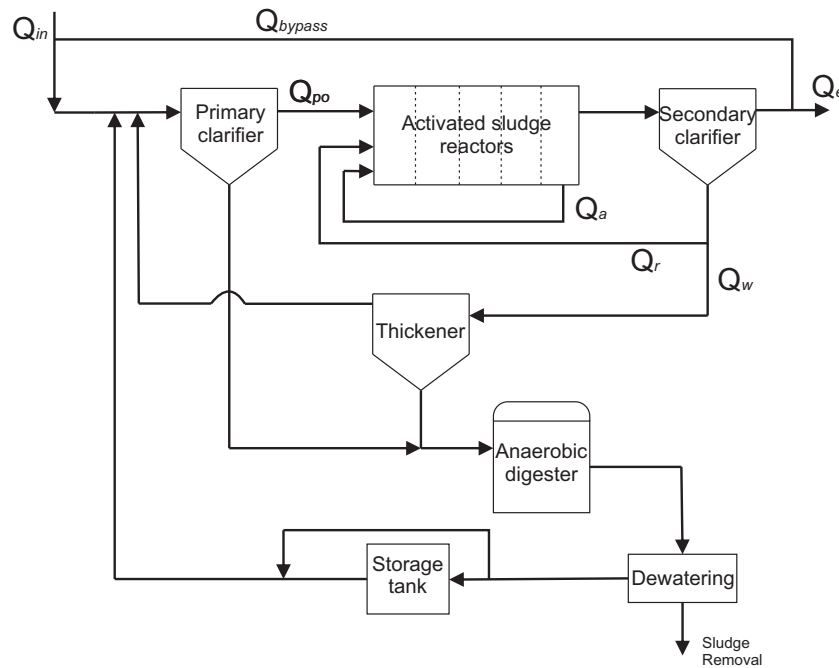 Q_in
Q_bypass
Q_e
Primary
clarifier
Q_po
Activated sludge
reactors
Secondary
clarifier
Q_a
Q_r
Q_w
Thickener
Anaerobic
digester
Storage
tank
Dewatering
Sludge
Removal